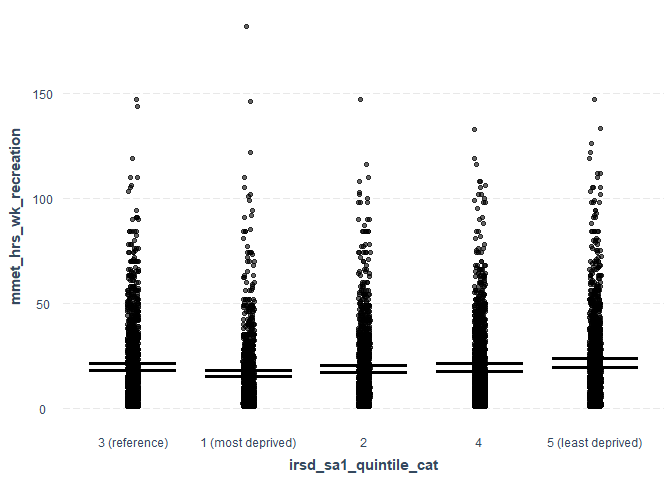 mmet_hrs_wk_recreation
150
100
50
0
3 (reference) 1 (most deprived) 2 4 5 (least deprived)
irsd_sa1_quintile_cat